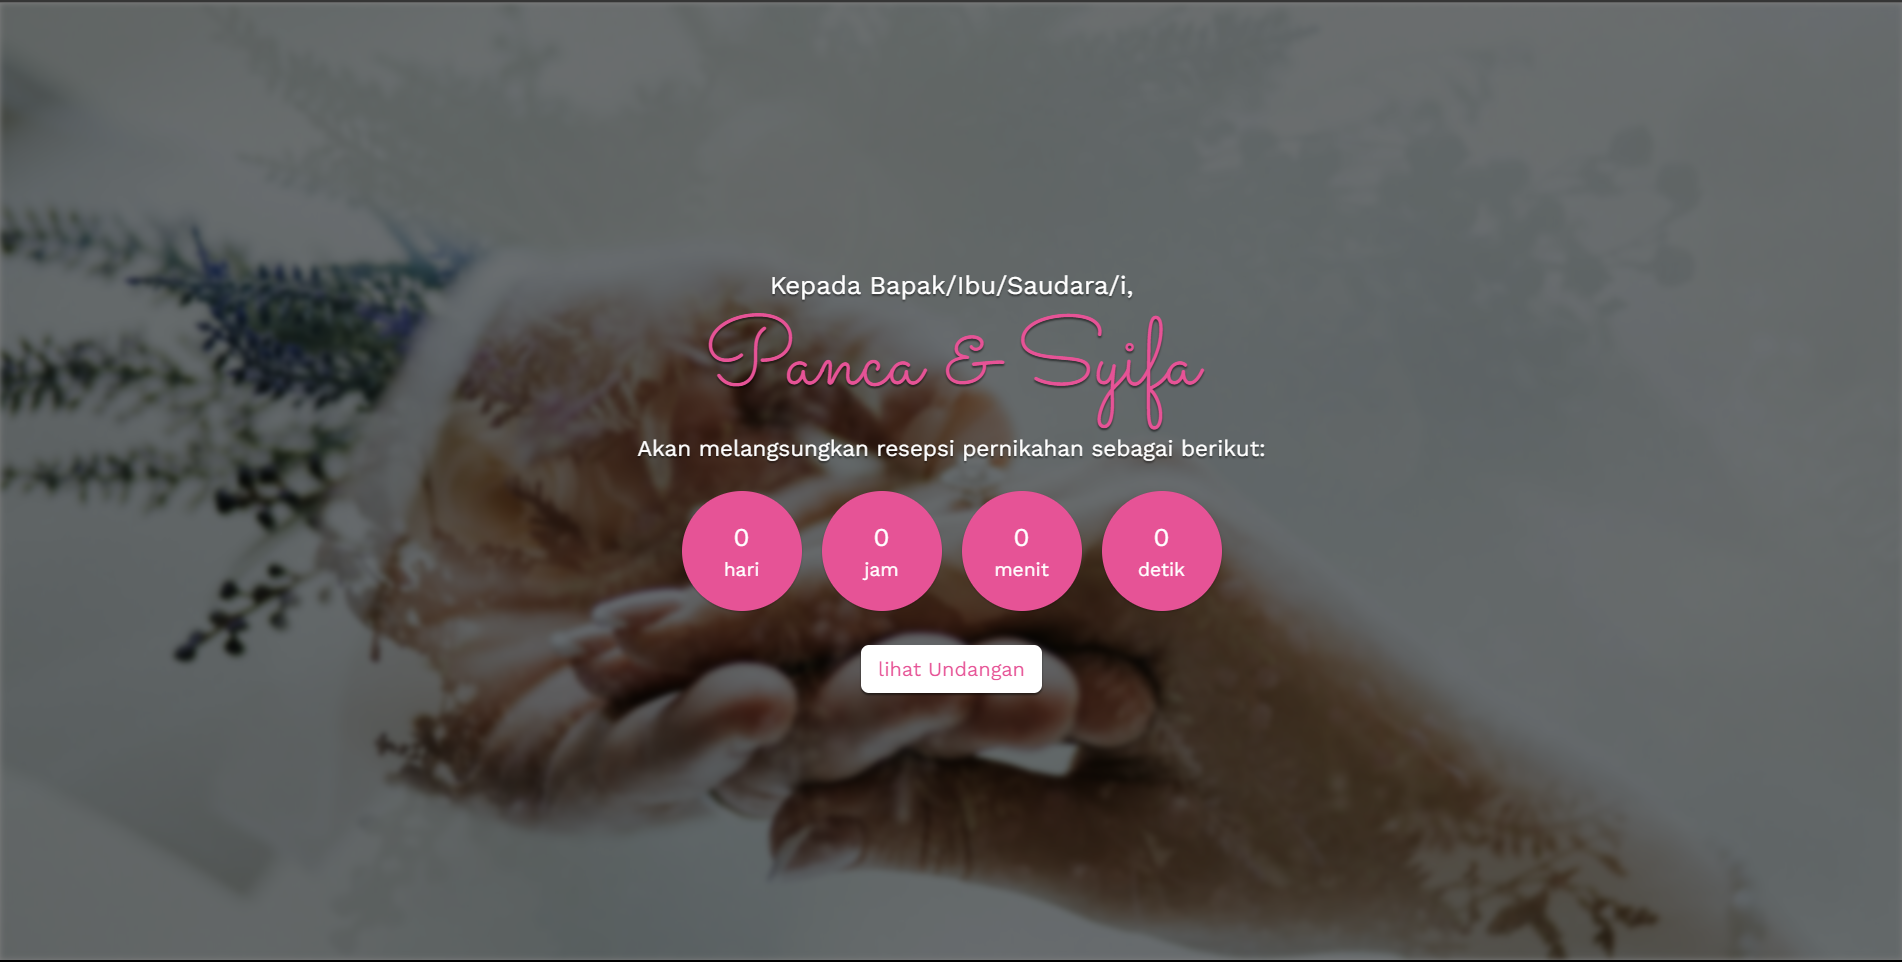 Kepada Bapak/Ibu/Saudara/i,
Panca & Syifa
Akan melangsungkan resepsi pernikahan sebagai berikut:
0 0 0 0
hari jam menit detik
lihat Undangan